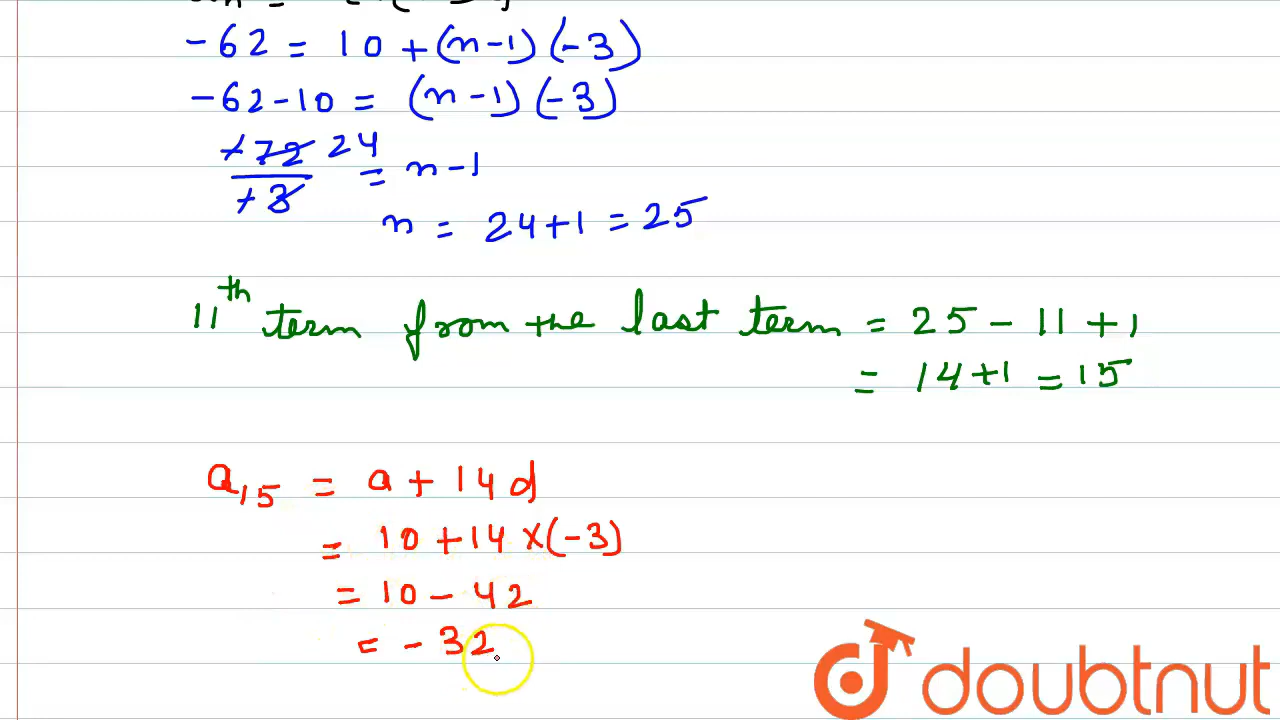 -62 = 10 + (n-1) (-3)
-62-10 = (n-1) (-3)
+72 24
+3 = n-1
n = 24+1 = 25
11th term from the last term = 25 - 11 + 1
= 14+1 = 15
a15 = a + 14 d
= 10 + 14 × (-3)
= 10 - 42
= - 32
doubtnut